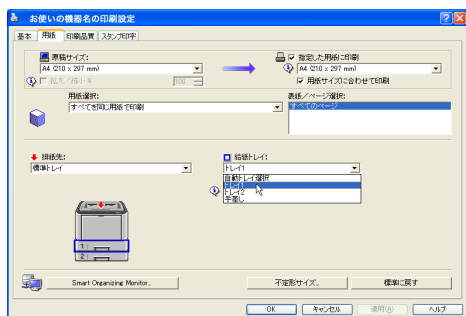 お使いの機器名の印刷設定
基本 用紙 印刷品質 スタンプ印字
原稿サイズ:
A4 (210 x 297 mm)
拡大/縮小率
100
指定した用紙に印刷
A4 (210 x 297 mm)
用紙サイズに合わせて印刷
用紙選択:
すべてを同じ用紙で印刷
表紙/ページ選択:
すべてのページ
排紙先:
標準トレイ
給紙トレイ:
トレイ1
自動トレイ選択
トレイ1
トレイ2
手差し
1:
2:
Smart Organizing Monitor...
不定形サイズ...
標準に戻す
OK キャンセル 適用(A) ヘルプ